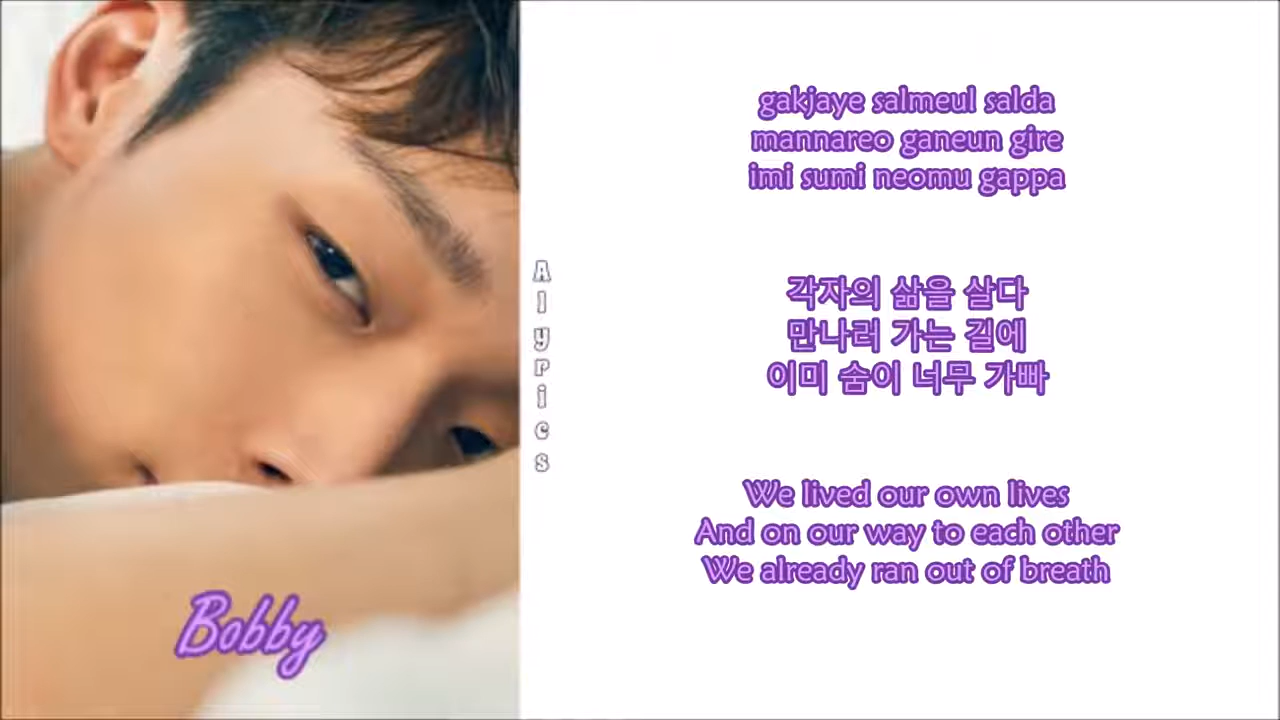 gakjaye salmeul salda
mannareo ganeun gire
imi sumi neomu gappa
각자의 삶을 살다
만나러 가는 길에
이미 숨이 너무 가빠
We lived our own lives
And on our way to each other
We already ran out of breath
Alyrics
Bobby